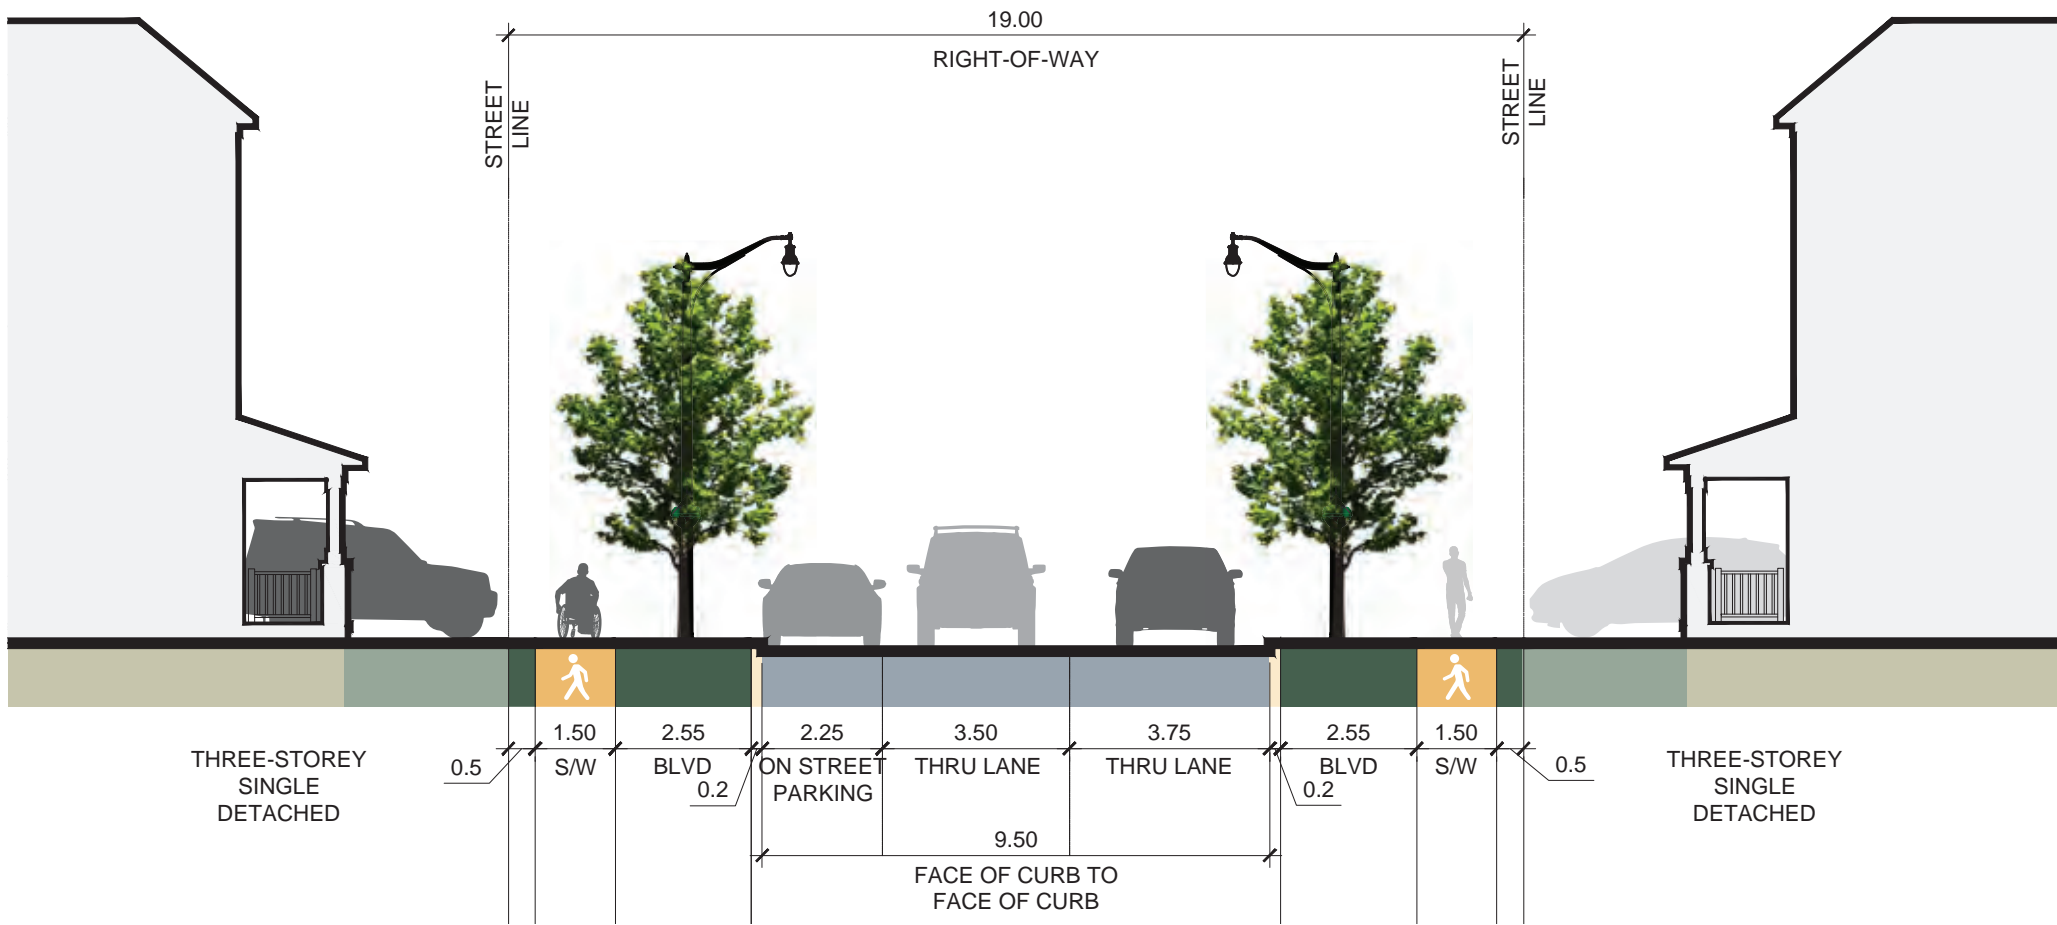 19.00
RIGHT-OF-WAY
STREET
LINE
STREET
LINE
1.50
2.55
2.25
3.50
3.75
2.55
1.50
0.5
S/W
BLVD
0.2
ON STREET
PARKING
THRU LANE
THRU LANE
0.2
BLVD
S/W
0.5
THREE-STOREY
SINGLE
DETACHED
THREE-STOREY
SINGLE
DETACHED
9.50
FACE OF CURB TO
FACE OF CURB